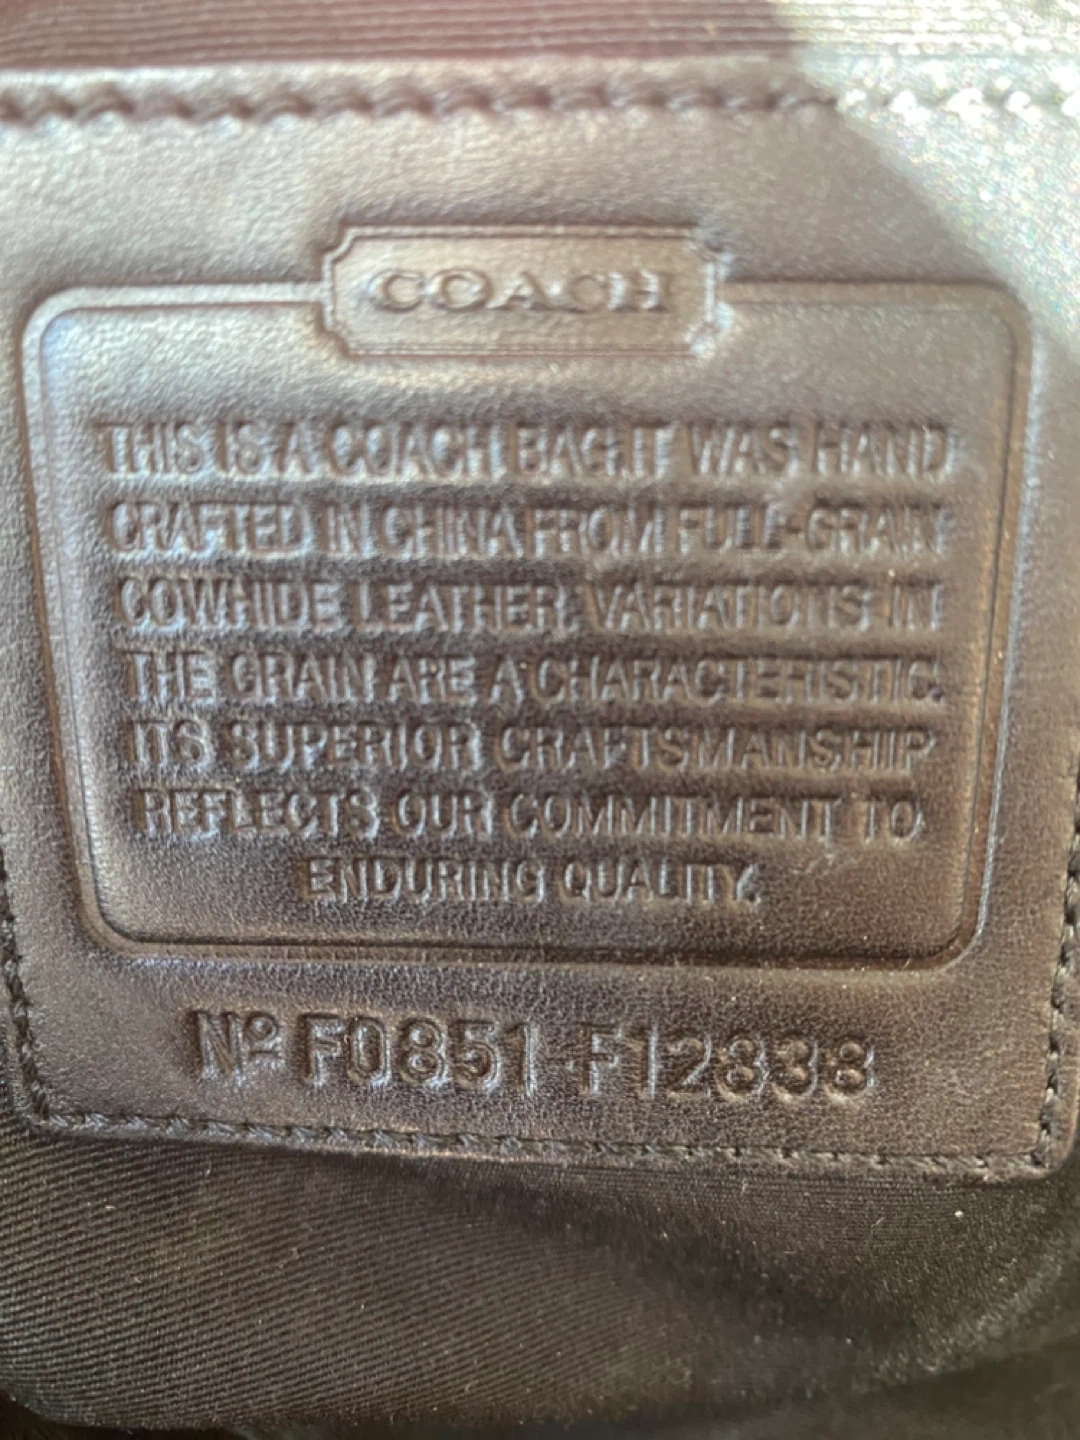 COACH
THIS IS A COACH BAG.IT WAS HAND
CRAFTED IN CHINA FROM FULL-GRAIN
COWHIDE LEATHER. VARIATIONS IN
THE GRAIN ARE A CHARACTERISTIC.
ITS SUPERIOR CRAFTSMANSHIP
REFLECTS OUR COMMITMENT TO
ENDURING QUALITY.
Nº F0851-F12838